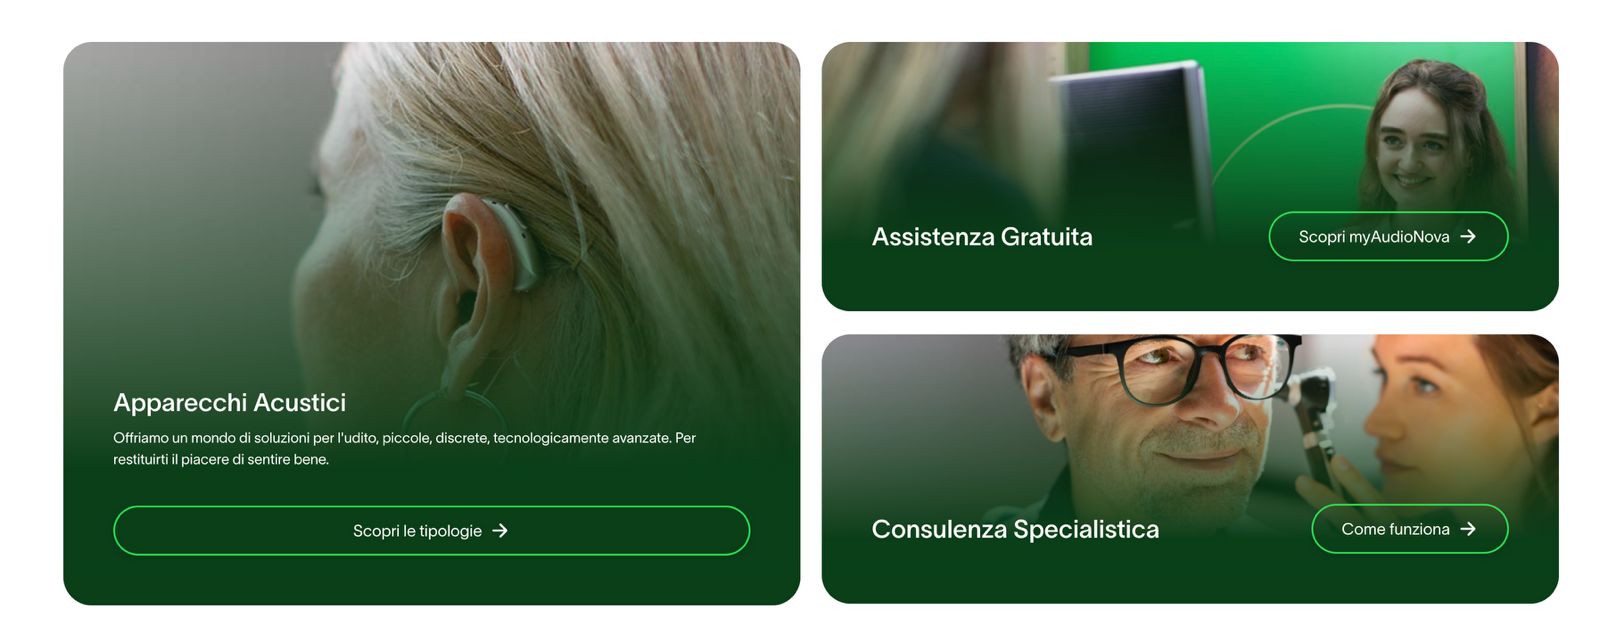 Apparecchi Acustici
Offriamo un mondo di soluzioni per l'udito, piccole, discrete, tecnologicamente avanzate. Per
restituirti il piacere di sentire bene.
Scopri le tipologie
Assistenza Gratuita
Scopri myAudioNova
Consulenza Specialistica
Come funziona